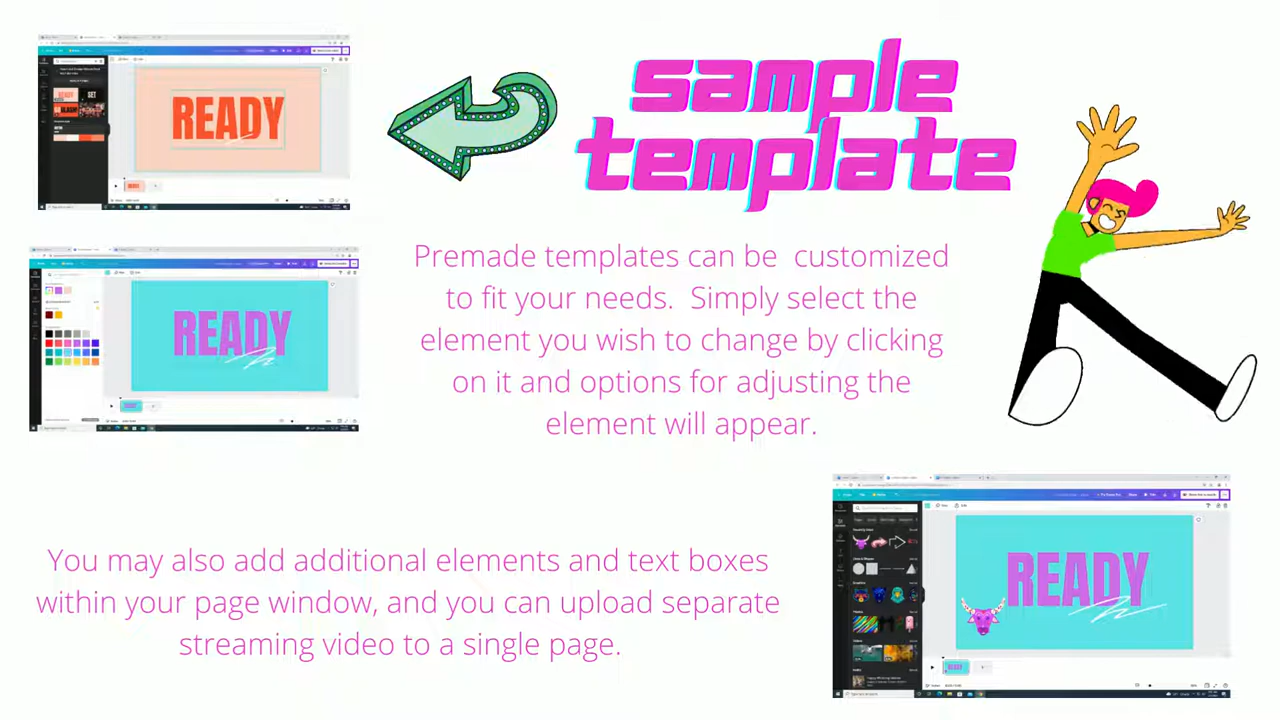 sample
template
READY
SET
READY
Premade templates can be customized
to fit your needs. Simply select the
element you wish to change by clicking
on it and options for adjusting the
element will appear.
READY
You may also add additional elements and text boxes
within your page window, and you can upload separate
streaming video to a single page.
READY